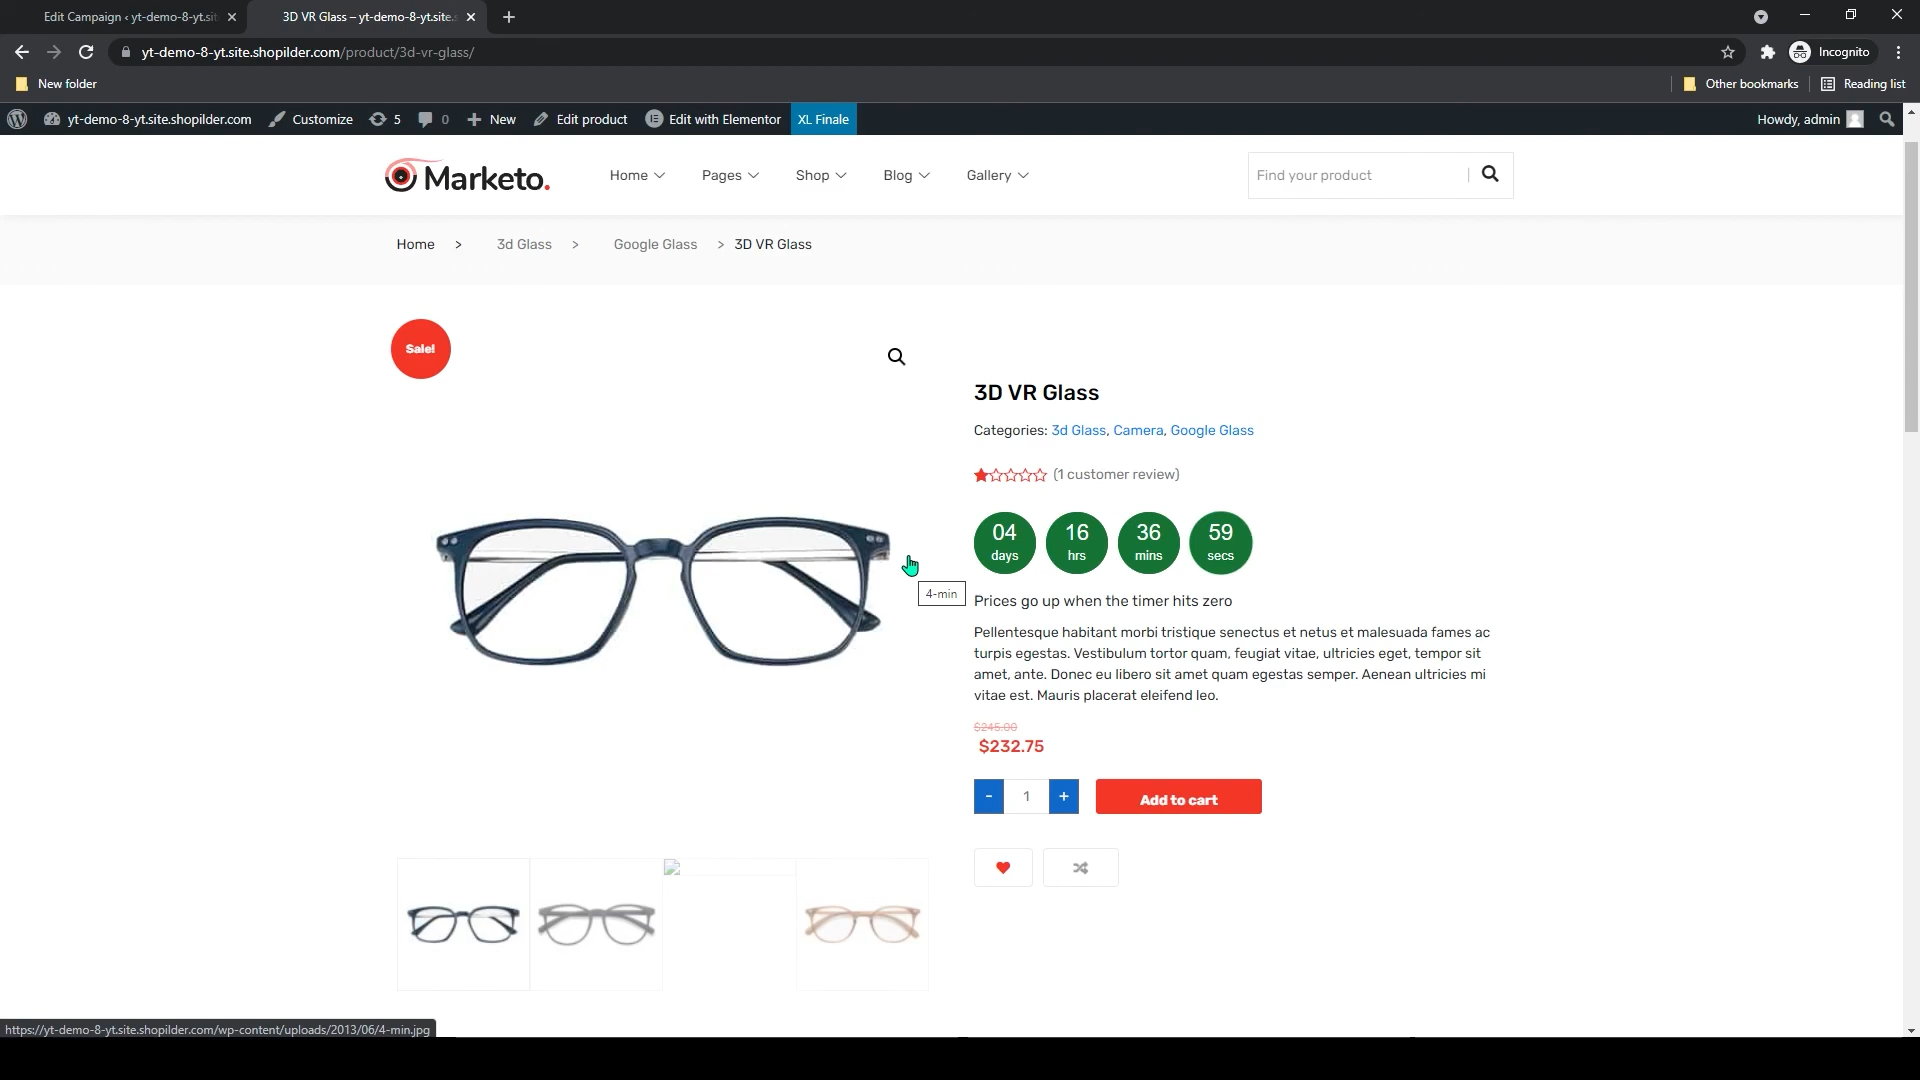 Edit Campaign ‹ yt-demo-8-yt.sit
3D VR Glass – yt-demo-8-yt.site.s
yt-demo-8-yt.site.shopilder.com/product/3d-vr-glass/
Incognito
New folder
Other bookmarks
Reading list
yt-demo-8-yt.site.shopilder.com
Customize
5
0
New
Edit product
Edit with Elementor
XL Finale
Howdy, admin
Marketo.
Home
Pages
Shop
Blog
Gallery
Find your product
Home > 3d Glass > Google Glass > 3D VR Glass
Sale!
3D VR Glass
Categories: 3d Glass, Camera, Google Glass
(1 customer review)
04 16 36 59
days hrs mins secs
4-min
Prices go up when the timer hits zero
Pellentesque habitant morbi tristique senectus et netus et malesuada fames ac
turpis egestas. Vestibulum tortor quam, feugiat vitae, ultricies eget, tempor sit
amet, ante. Donec eu libero sit amet quam egestas semper. Aenean ultricies mi
vitae est. Mauris placerat eleifend leo.
$245.00
$232.75
- 1 +
Add to cart
https://yt-demo-8-yt.site.shopilder.com/wp-content/uploads/2013/06/4-min.jpg